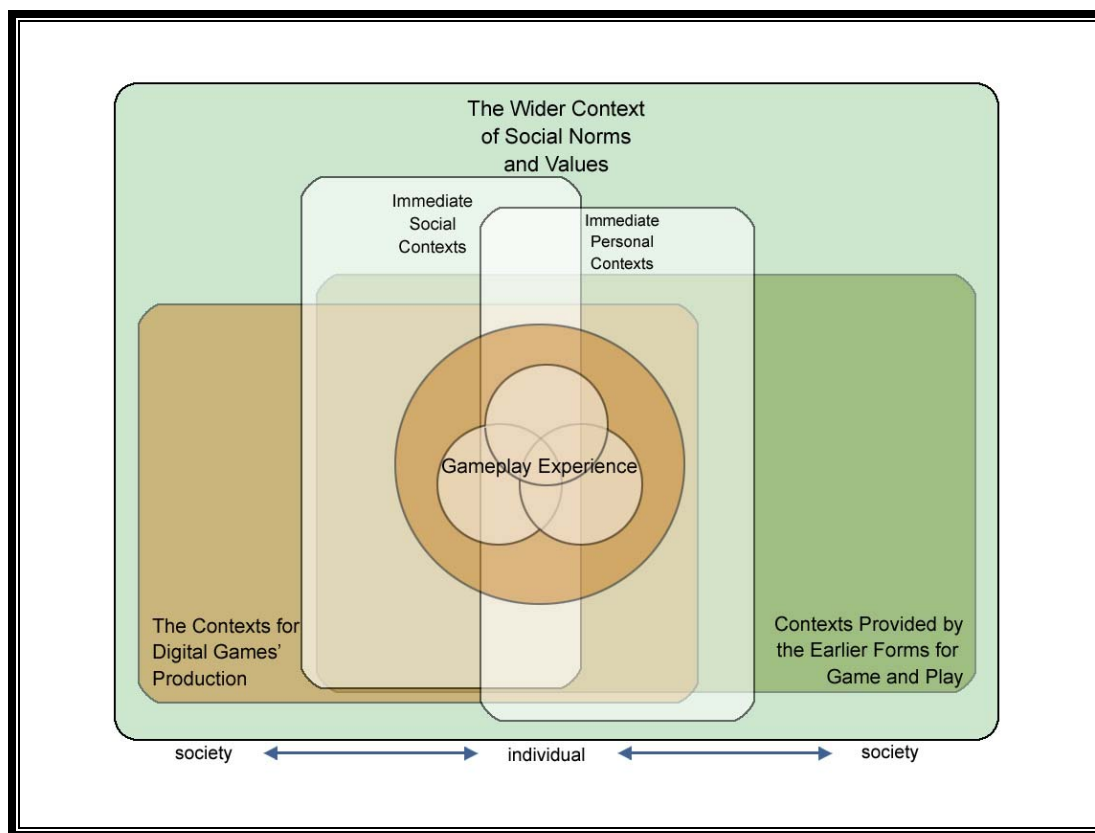 The Wider Context
of Social Norms
and Values
Immediate
Social
Contexts
Immediate
Personal
Contexts
Gameplay Experience
The Contexts for
Digital Games'
Production
Contexts Provided by
the Earlier Forms for
Game and Play
society
individual
society